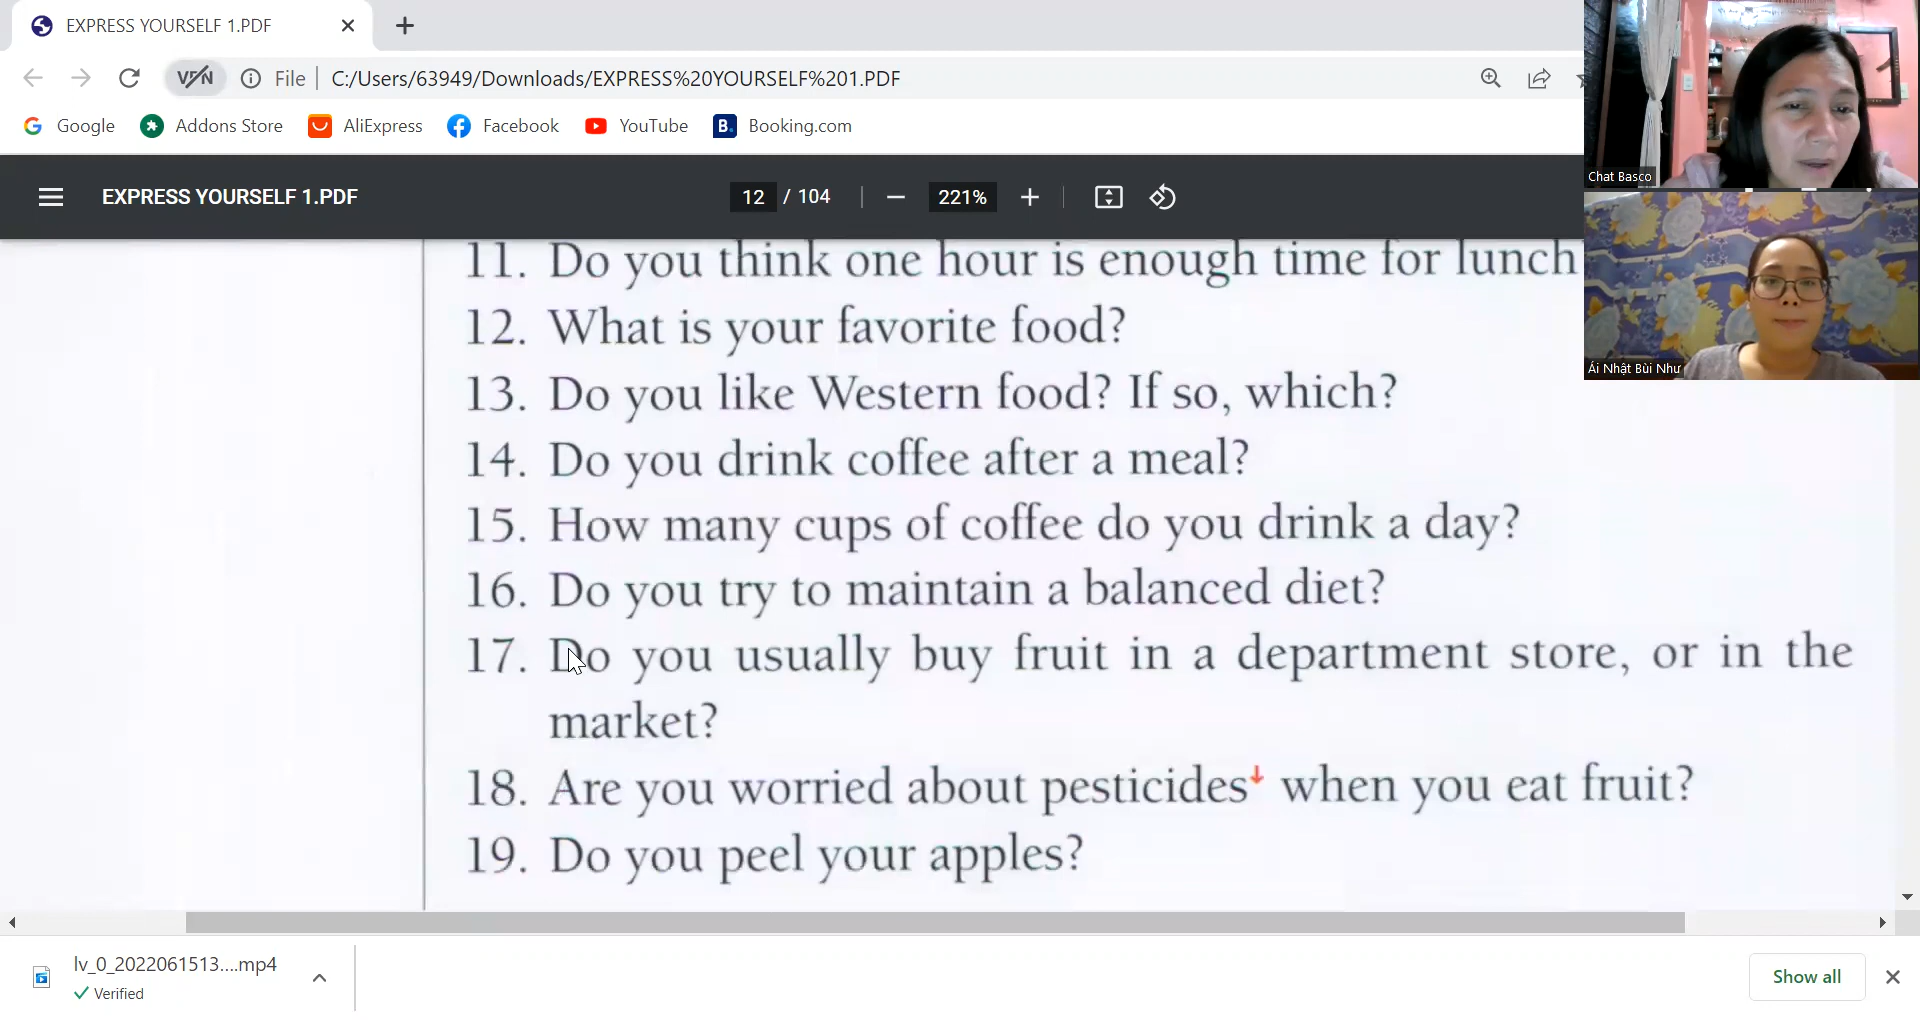 EXPRESS YOURSELF 1.PDF
VPN File C:/Users/63949/Downloads/EXPRESS%20YOURSELF%201.PDF
Google Addons Store AliExpress Facebook YouTube B. Booking.com
EXPRESS YOURSELF 1.PDF 12 / 104 221%
Chat Basco
Ái Nhật Bùi Như
11. Do you think one hour is enough time for lunch
12. What is your favorite food?
13. Do you like Western food? If so, which?
14. Do you drink coffee after a meal?
15. How many cups of coffee do you drink a day?
16. Do you try to maintain a balanced diet?
17. Do you usually buy fruit in a department store, or in the
market?
18. Are you worried about pesticides↓ when you eat fruit?
19. Do you peel your apples?
lv_0_2022061513....mp4
Verified
Show all